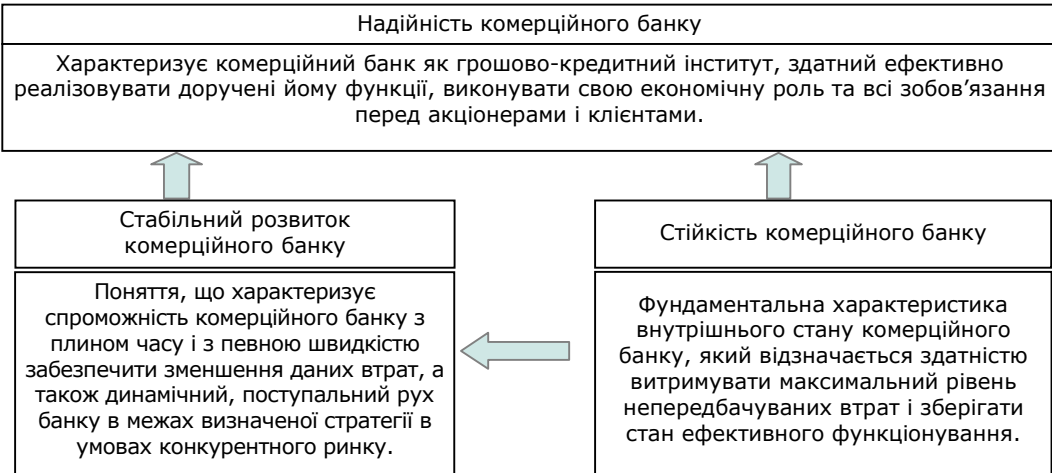 Надійність комерційного банку
Характеризує комерційний банк як грошово-кредитний інститут, здатний ефективно
реалізовувати доручені йому функції, виконувати свою економічну роль та всі зобов’язання
перед акціонерами і клієнтами.
Стабільний розвиток
комерційного банку
Поняття, що характеризує
спроможність комерційного банку з
плином часу і з певною швидкістю
забезпечити зменшення даних втрат, а
також динамічний, поступальний рух
банку в межах визначеної стратегії в
умовах конкурентного ринку.
Стійкість комерційного банку
Фундаментальна характеристика
внутрішнього стану комерційного
банку, який відзначається здатністю
витримувати максимальний рівень
непередбачуваних втрат і зберігати
стан ефективного функціонування.